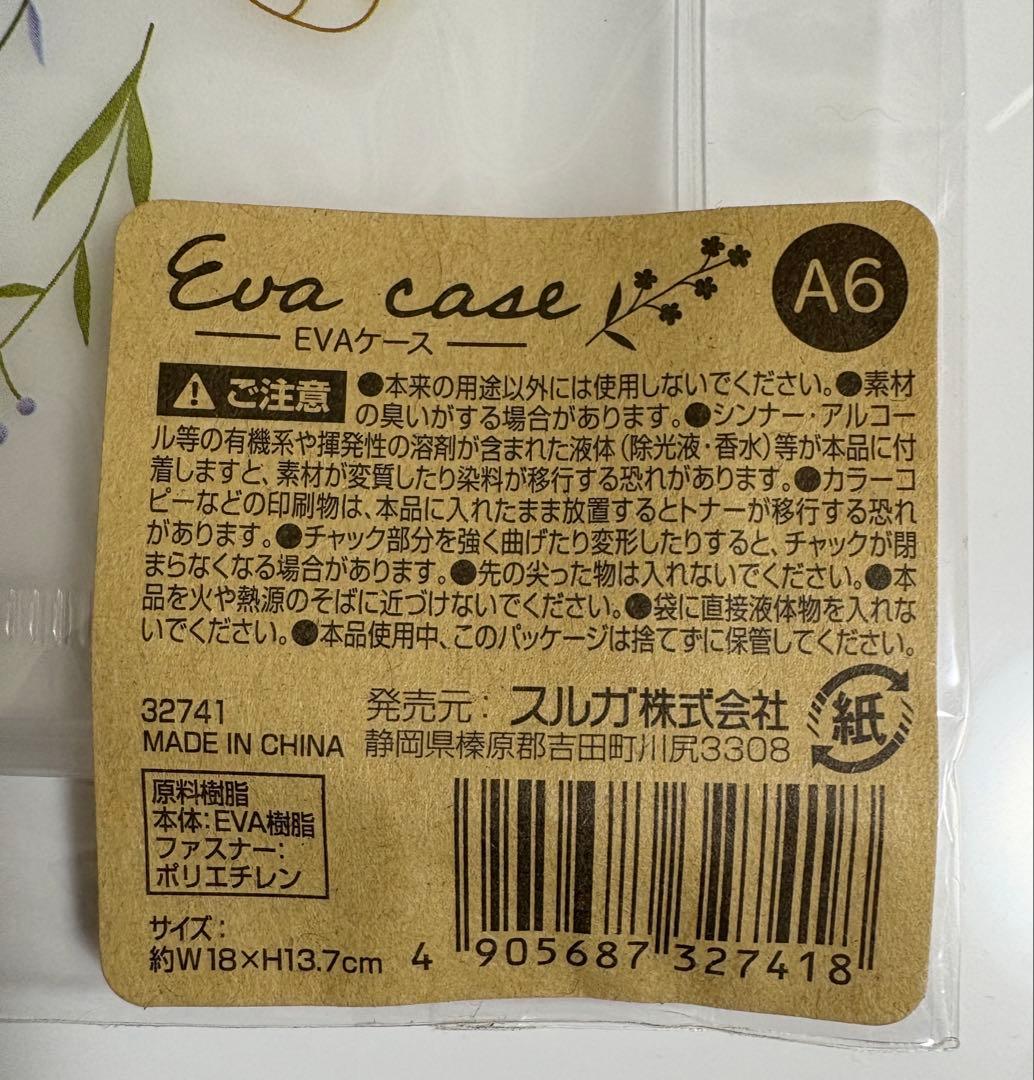 Eva case
EVAケース
A6
ご注意 ●本来の用途以外には使用しないでください。●素材
の臭いがする場合があります。●シンナー・アルコー
ル等の有機系や揮発性の溶剤が含まれた液体(除光液・香水)等が本品に付
着しますと、素材が変質したり染料が移行する恐れがあります。●カラーコ
ピーなどの印刷物は、本品に入れたまま放置するとトナーが移行する恐れ
があります。●チャック部分を強く曲げたり変形したりすると、チャックが閉
まらなくなる場合があります。●先の尖った物は入れないでください。●本
品を火や熱源のそばに近づけないでください。●袋に直接液体物を入れな
いでください。●本品使用中、このパッケージは捨てずに保管してください。
32741
MADE IN CHINA
発売元:スルガ株式会社
静岡県榛原郡吉田町川尻3308
紙
原料樹脂
本体:EVA樹脂
ファスナー:
ポリエチレン
サイズ:
約W18×H13.7cm
4 905687 327418